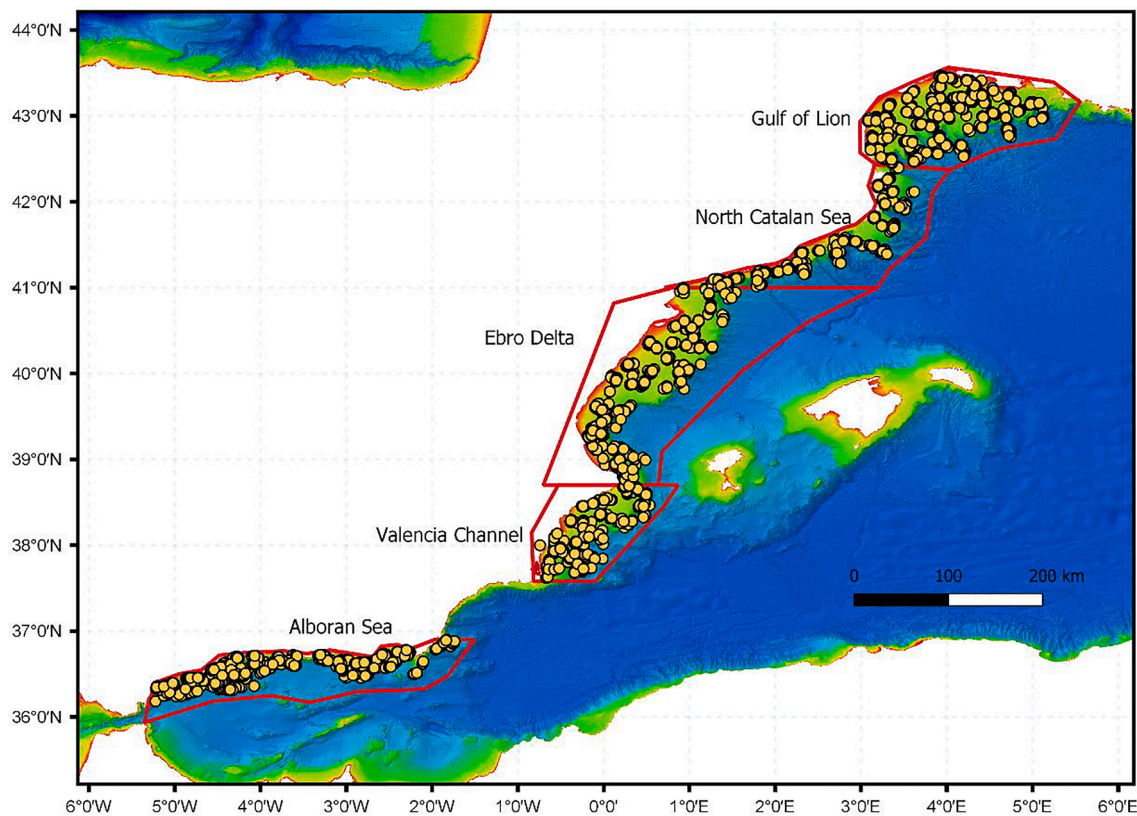 44°0'N
43°0'N
42°0'N
41°0'N
40°0'N
39°0'N
38°0'N
37°0'N
36°0'N
Gulf of Lion
North Catalan Sea
Ebro Delta
Valencia Channel
Alboran Sea
0 100 200 km
6°0'W 5°0'W 4°0'W 3°0'W 2°0'W 1°0'W 0°0' 1°0'E 2°0'E 3°0'E 4°0'E 5°0'E 6°0'E